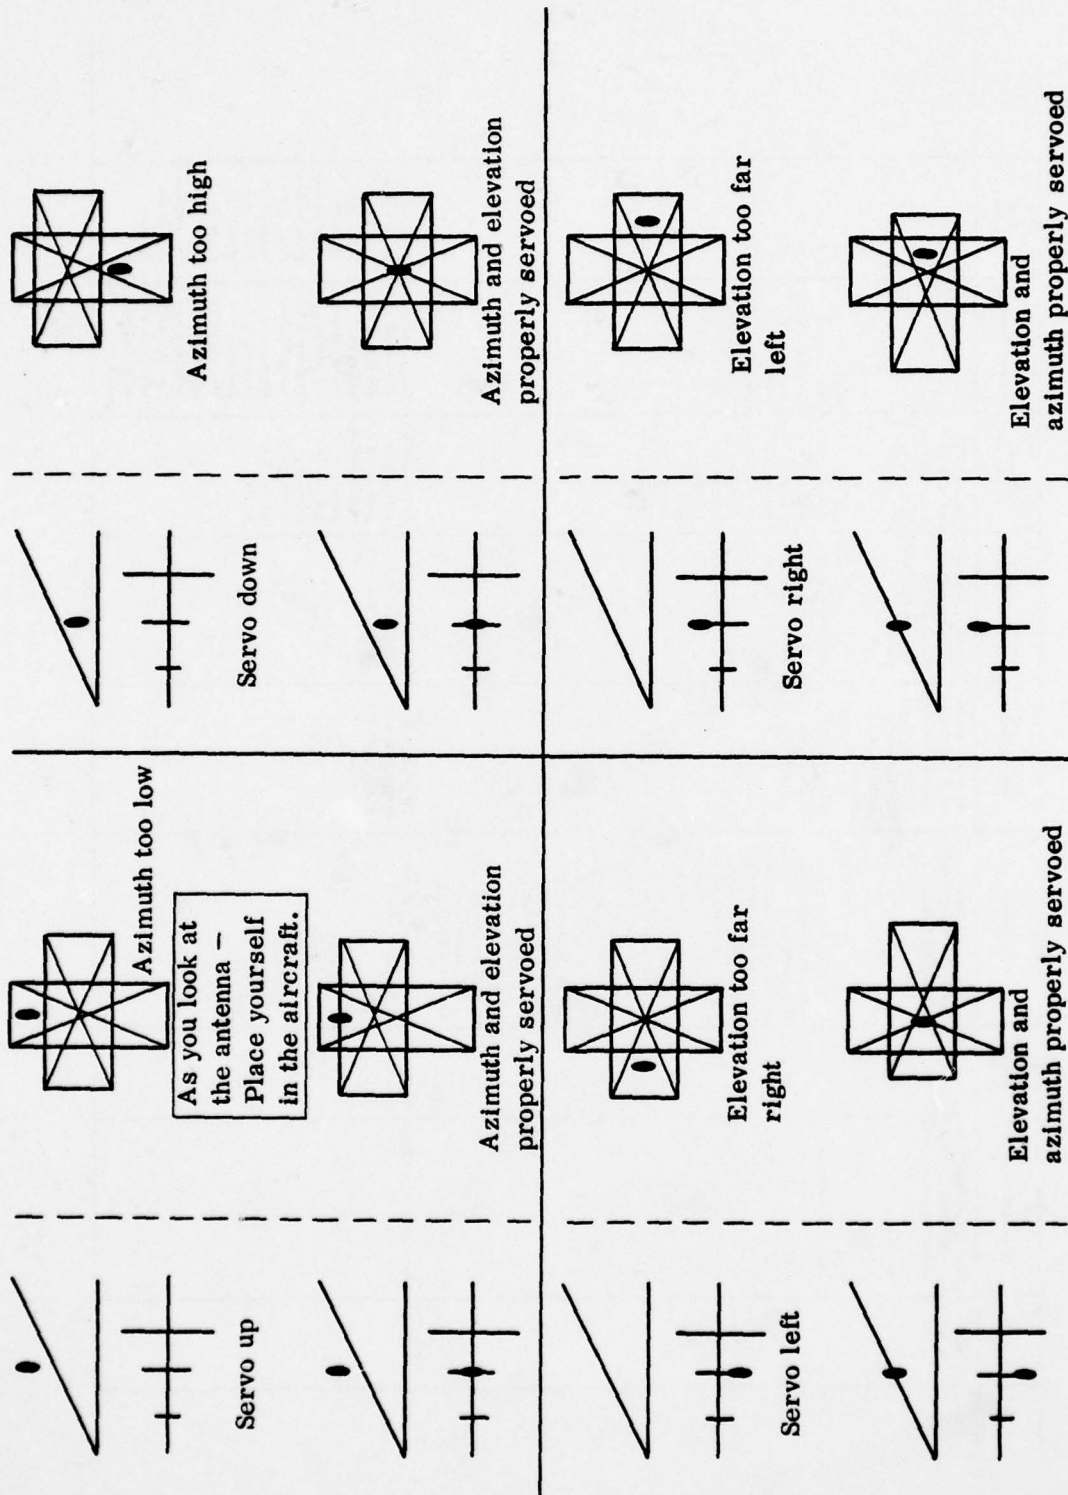 Azimuth too low
As you look at
the antenna –
Place yourself
in the aircraft.
Servo up
Azimuth and elevation
properly servoed
Azimuth too high
Servo down
Azimuth and elevation
properly servoed
Elevation too far
right
Servo left
Elevation and
azimuth properly servoed
Elevation too far
left
Servo right
Elevation and
azimuth properly servoed